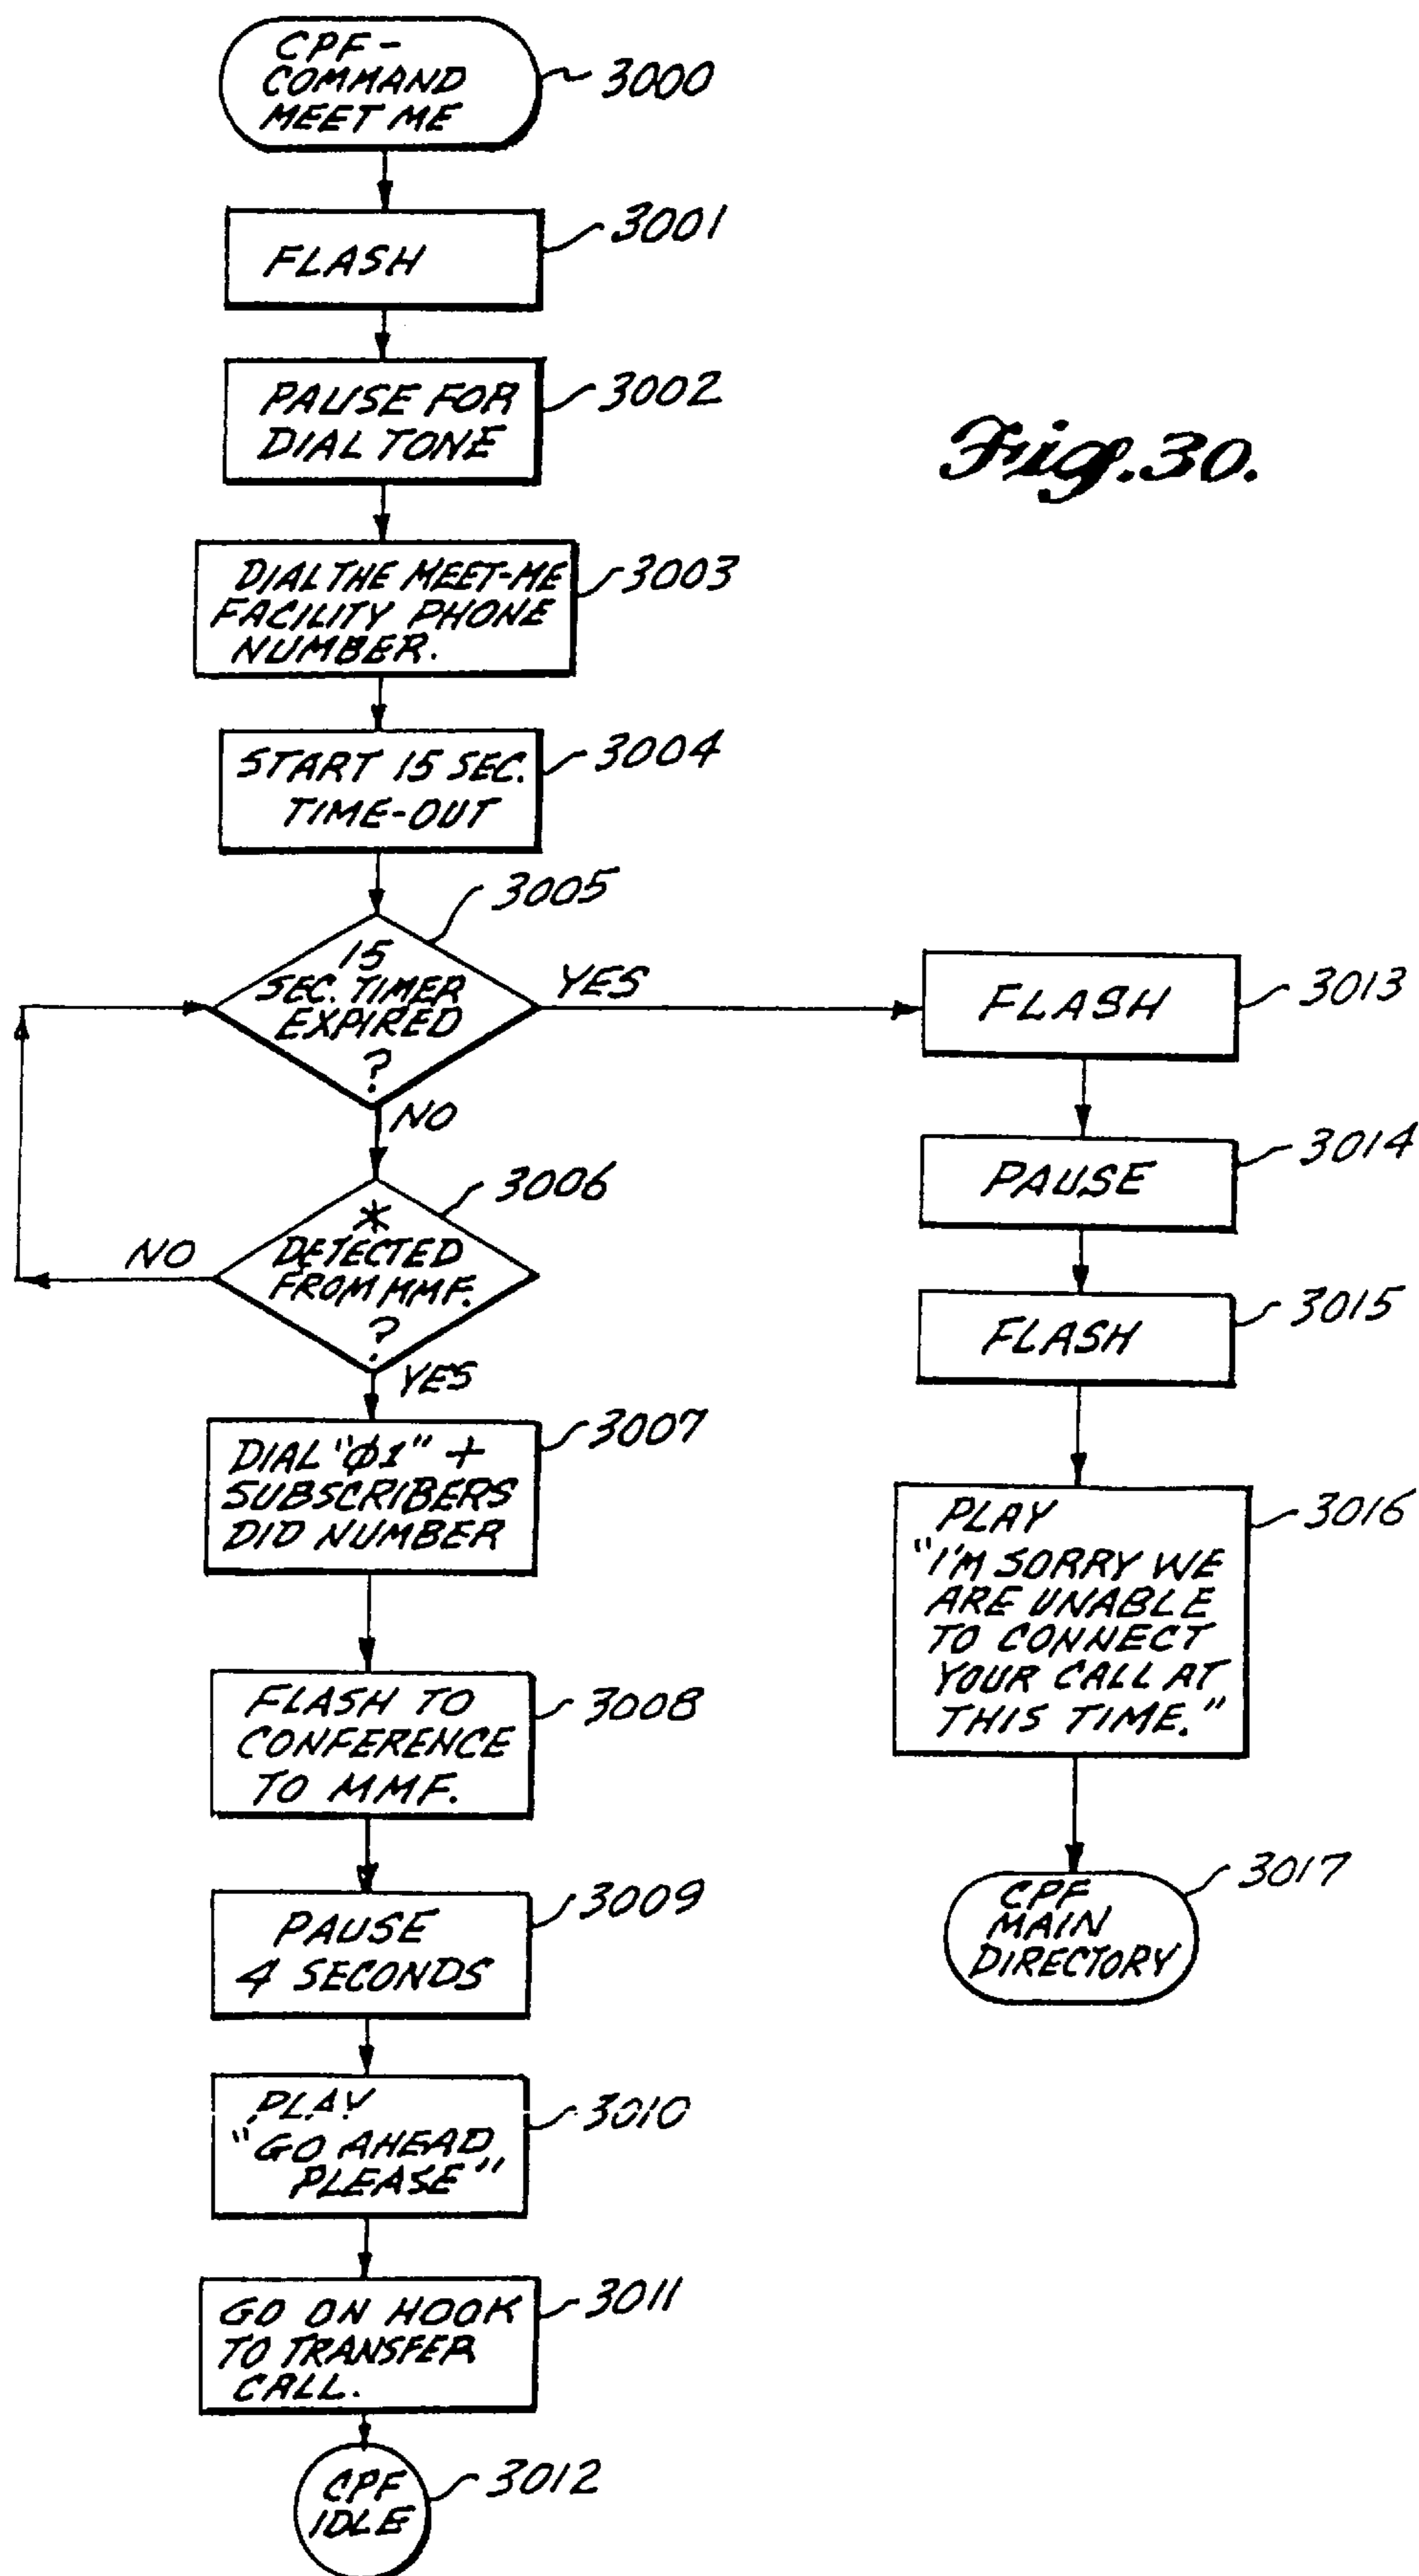 CPF-
COMMAND
MEET ME
3000
FLASH
3001
PAUSE FOR
DIAL TONE
3002
Fig. 30.
DIAL THE MEET-ME
FACILITY PHONE
NUMBER.
3003
START 15 SEC.
TIME-OUT
3004
15
SEC. TIMER
EXPIRED
?
3005
YES
NO
*
DETECTED
FROM MMF.
?
3006
NO
YES
DIAL "Ø1" +
SUBSCRIBERS
DID NUMBER
3007
FLASH TO
CONFERENCE
TO MMF.
3008
PAUSE
4 SECONDS
3009
PLAY
"GO AHEAD
PLEASE"
3010
GO ON HOOK
TO TRANSFER
CALL.
3011
CPF
IDLE
3012
FLASH
3013
PAUSE
3014
FLASH
3015
PLAY
"I'M SORRY WE
ARE UNABLE
TO CONNECT
YOUR CALL AT
THIS TIME."
3016
CPF
MAIN
DIRECTORY
3017